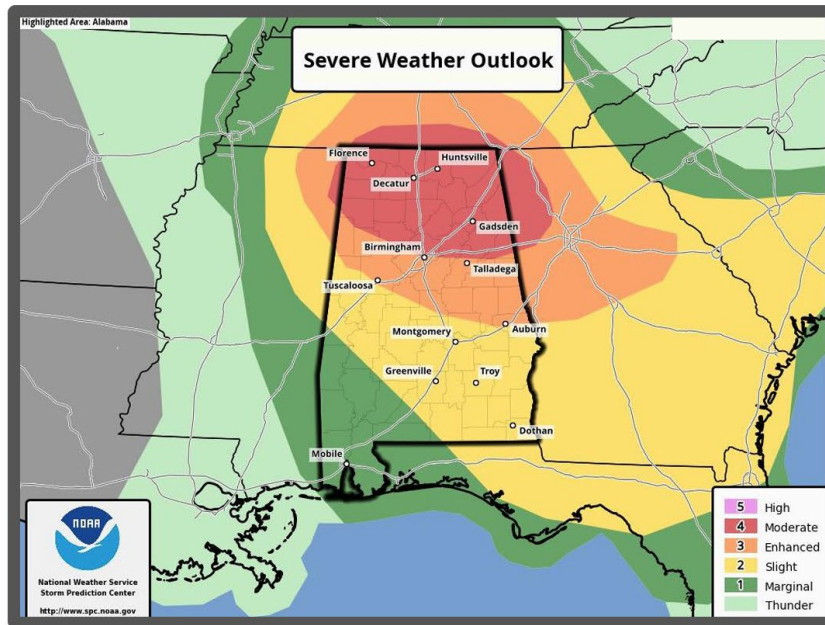 Highlighted Area: Alabama
Severe Weather Outlook
Florence
Huntsville
Decatur
Gadsden
Birmingham
Talladega
Tuscaloosa
Montgomery
Auburn
Greenville
Troy
Dothan
Mobile
NOAA
National Weather Service
Storm Prediction Center
http://www.spc.noaa.gov
5 High
4 Moderate
3 Enhanced
2 Slight
1 Marginal
Thunder